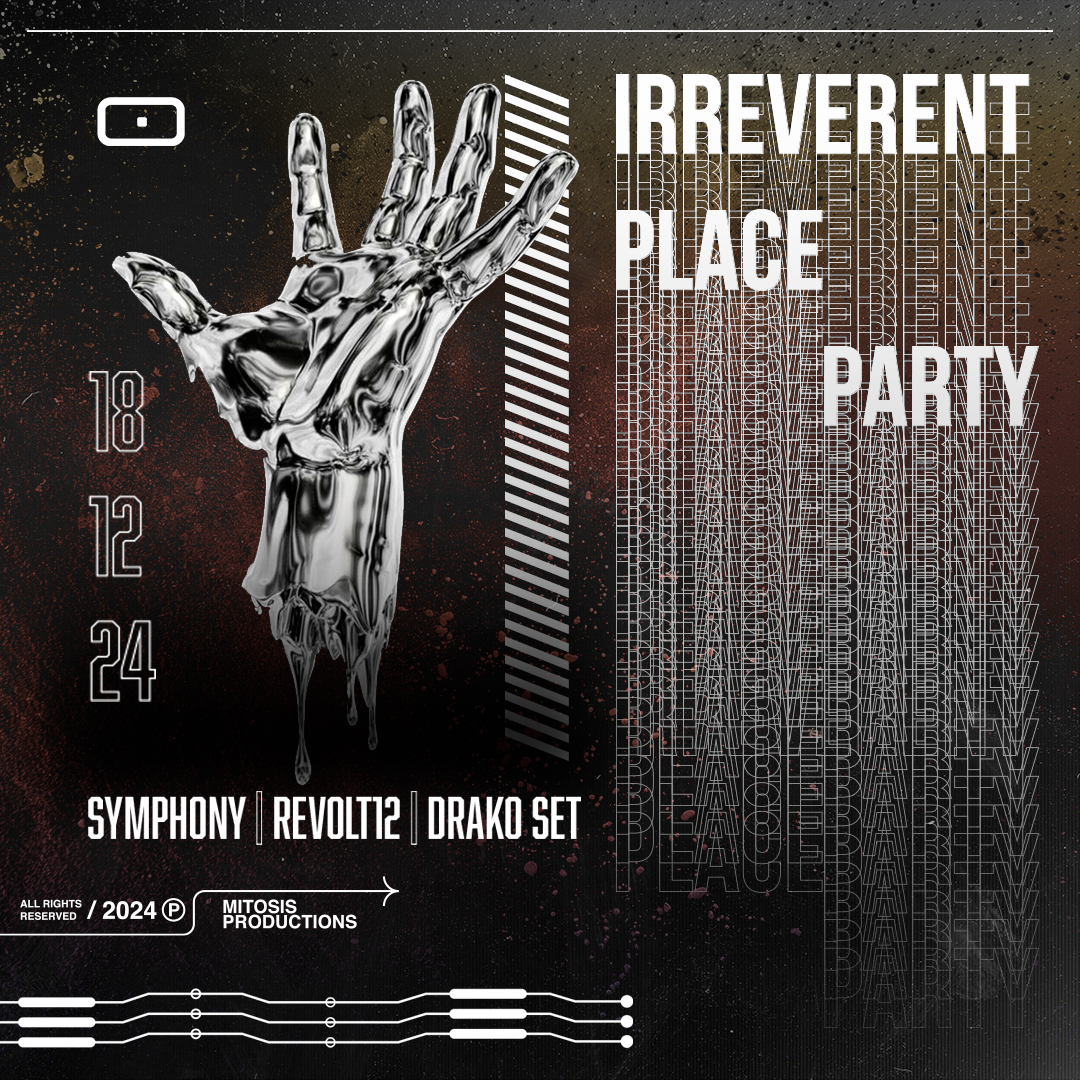 IRREVERENT
PLACE
PARTY
18
12
24
SYMPHONY | REVOLT12 | DRAKO SET
ALL RIGHTS
RESERVED / 2024 Ⓟ
MITOSIS
PRODUCTIONS